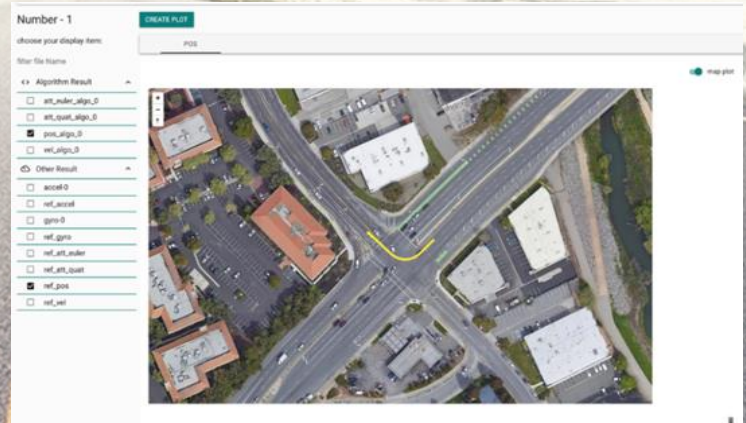 Number - 1
CREATE PLOT
choose your display item:
POS
filter file Name
map plot
<> Algorithm Result
att_euler_algo_0
att_quat_algo_0
pos_algo_0
vel_algo_0
Other Result
accel-0
ref_accel
gyro-0
ref_gyro
ref_att_euler
ref_att_quat
ref_pos
ref_vel